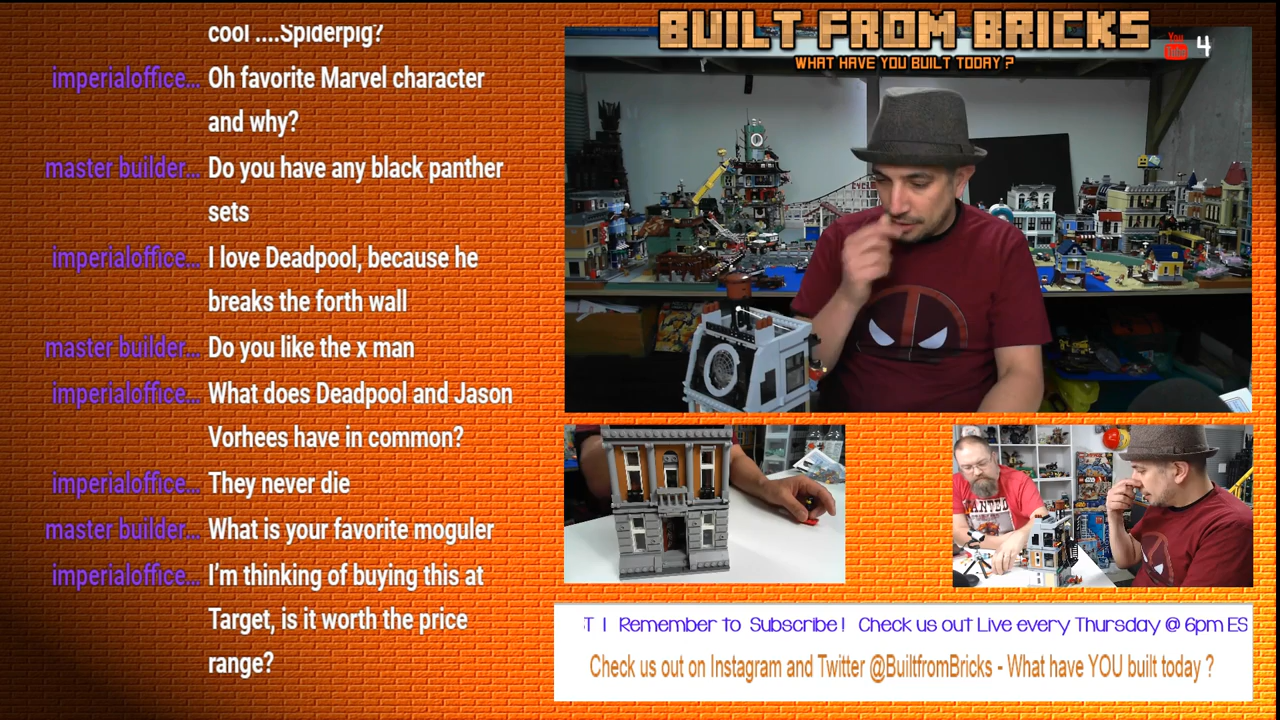 cool ....Spiderpig?
imperialoffice... Oh favorite Marvel character
and why?
master builder... Do you have any black panther
sets
imperialoffice... I love Deadpool, because he
breaks the forth wall
master builder... Do you like the x man
imperialoffice... What does Deadpool and Jason
Vorhees have in common?
imperialoffice... They never die
master builder... What is your favorite moguler
imperialoffice... I'm thinking of buying this at
Target, is it worth the price
range?
BUILT FROM BRICKS
WHAT HAVE YOU BUILT TODAY ?
You Tube 4
CYCL
WANTED
T | Remember to Subscribe! Check us out Live every Thursday @ 6pm ES
Check us out on Instagram and Twitter @BuiltfromBricks - What have YOU built today ?